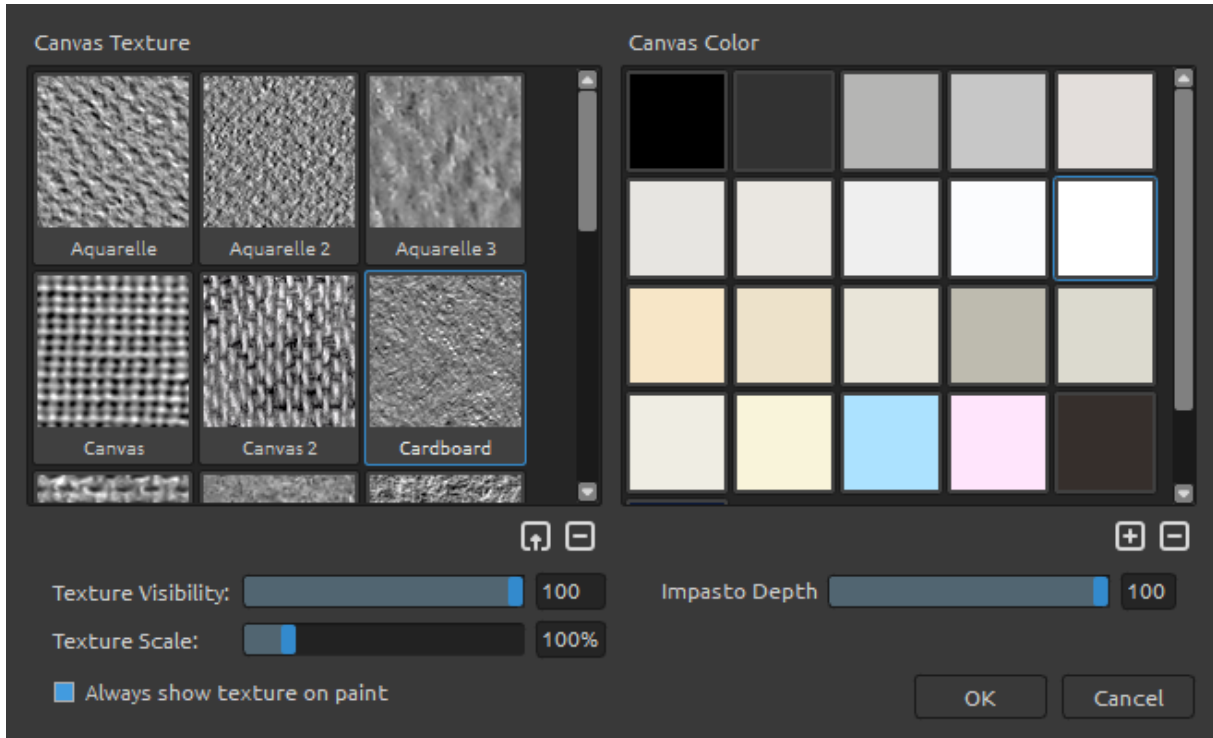 Canvas Texture
Aquarelle
Aquarelle 2
Aquarelle 3
Canvas
Canvas 2
Cardboard
Texture Visibility:
100
Texture Scale:
100%
Always show texture on paint
Canvas Color
Impasto Depth
100
OK
Cancel